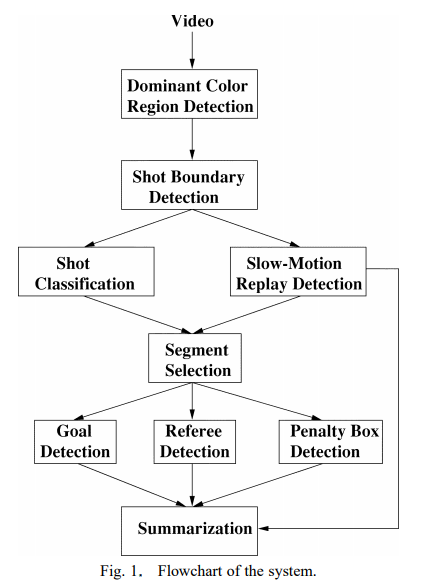 Video
Dominant Color
Region Detection
Shot Boundary
Detection
Shot
Classification
Slow-Motion
Replay Detection
Segment
Selection
Goal
Detection
Referee
Detection
Penalty Box
Detection
Summarization
Fig. 1. Flowchart of the system.